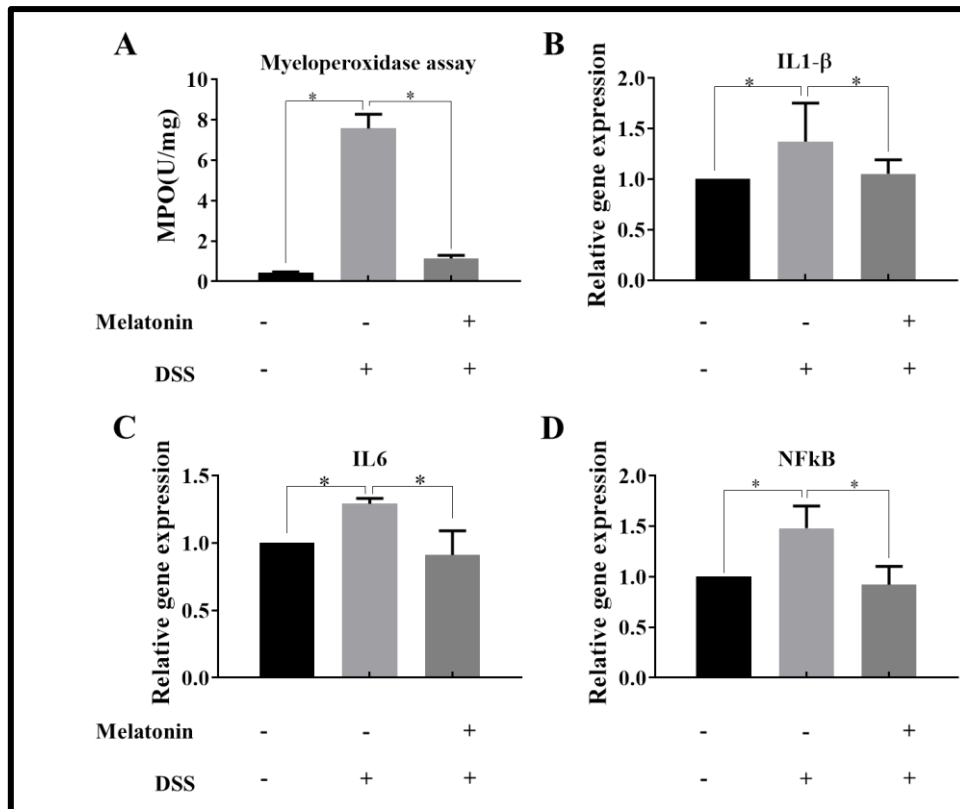 A
Myeloperoxidase assay
MPO(U/mg)
10
8
6
4
2
0
* *
Melatonin - - +
DSS - + +
B
IL1-β
Relative gene expression
2.0
1.5
1.0
0.5
0.0
* *
- - +
- + +
C
IL6
Relative gene expression
1.5
1.0
0.5
0.0
* *
Melatonin - - +
DSS - + +
D
NFkB
Relative gene expression
2.0
1.5
1.0
0.5
0.0
* *
- - +
- + +